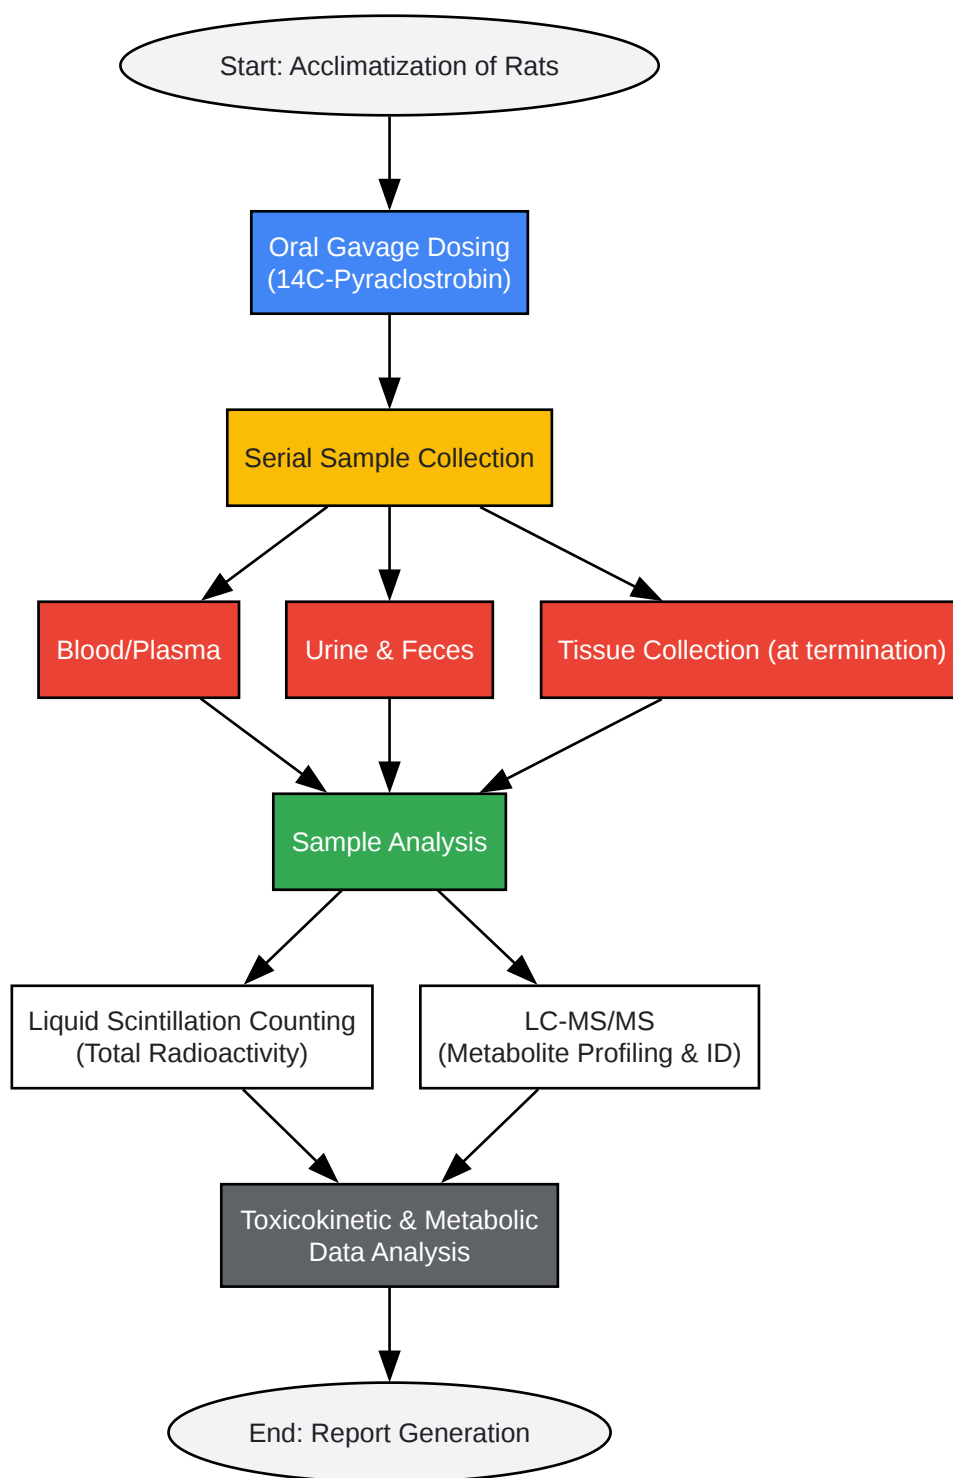 Start: Acclimatization of Rats
Oral Gavage Dosing
(14C-Pyraclostrobin)
Serial Sample Collection
Blood/Plasma
Urine & Feces
Tissue Collection (at termination)
Sample Analysis
Liquid Scintillation Counting
(Total Radioactivity)
LC-MS/MS
(Metabolite Profiling & ID)
Toxicokinetic & Metabolic
Data Analysis
End: Report Generation